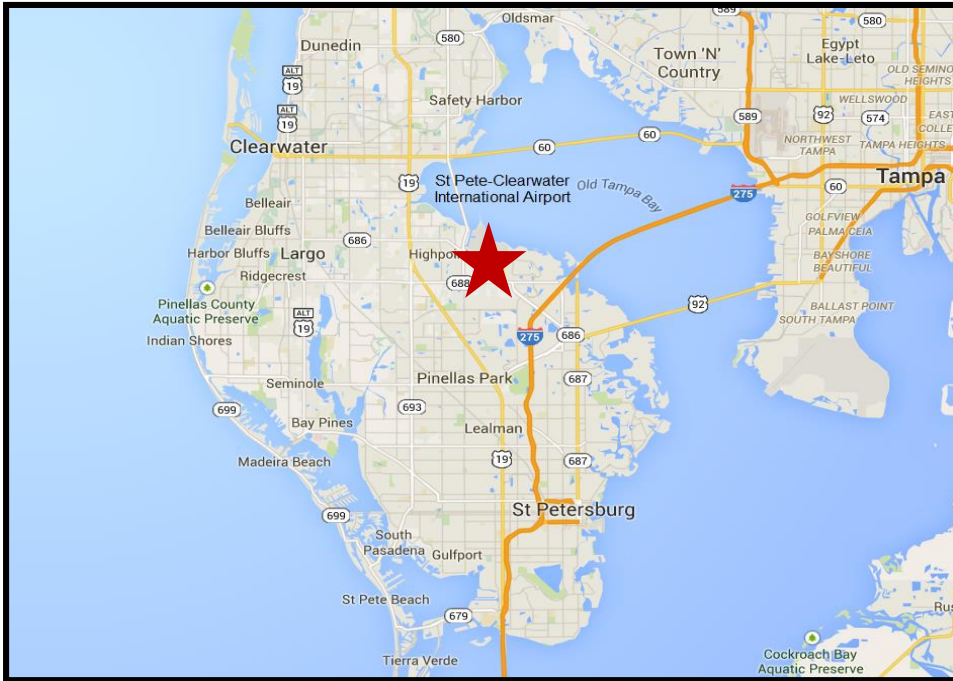 Oldsmar
589
580
580
Dunedin
Egypt
Lake-Leto
Town 'N'
Country
ALT
19
OLD SEMINO
HEIGHTS
Safety Harbor
WELLSWOOD
ALT
19
589
92
574
EAST
COLLE
Clearwater
60
60
NORTHWEST
TAMPA
TAMPA HEIGHTS
19
St Pete-Clearwater
International Airport
Old Tampa Bay
275
60
Tampa
Belleair
GOLFVIEW
PALMA CEIA
Belleair Bluffs
686
Harbor Bluffs
Largo
Highpoin
BAYSHORE
BEAUTIFUL
Ridgecrest
688
Pinellas County
Aquatic Preserve
92
BALLAST POINT
SOUTH TAMPA
ALT
19
Indian Shores
275
686
Pinellas Park
687
Seminole
699
693
Bay Pines
Lealman
Madeira Beach
19
687
699
St Petersburg
South
Pasadena
Gulfport
St Pete Beach
679
Rus
Tierra Verde
Cockroach Bay
Aquatic Preserve